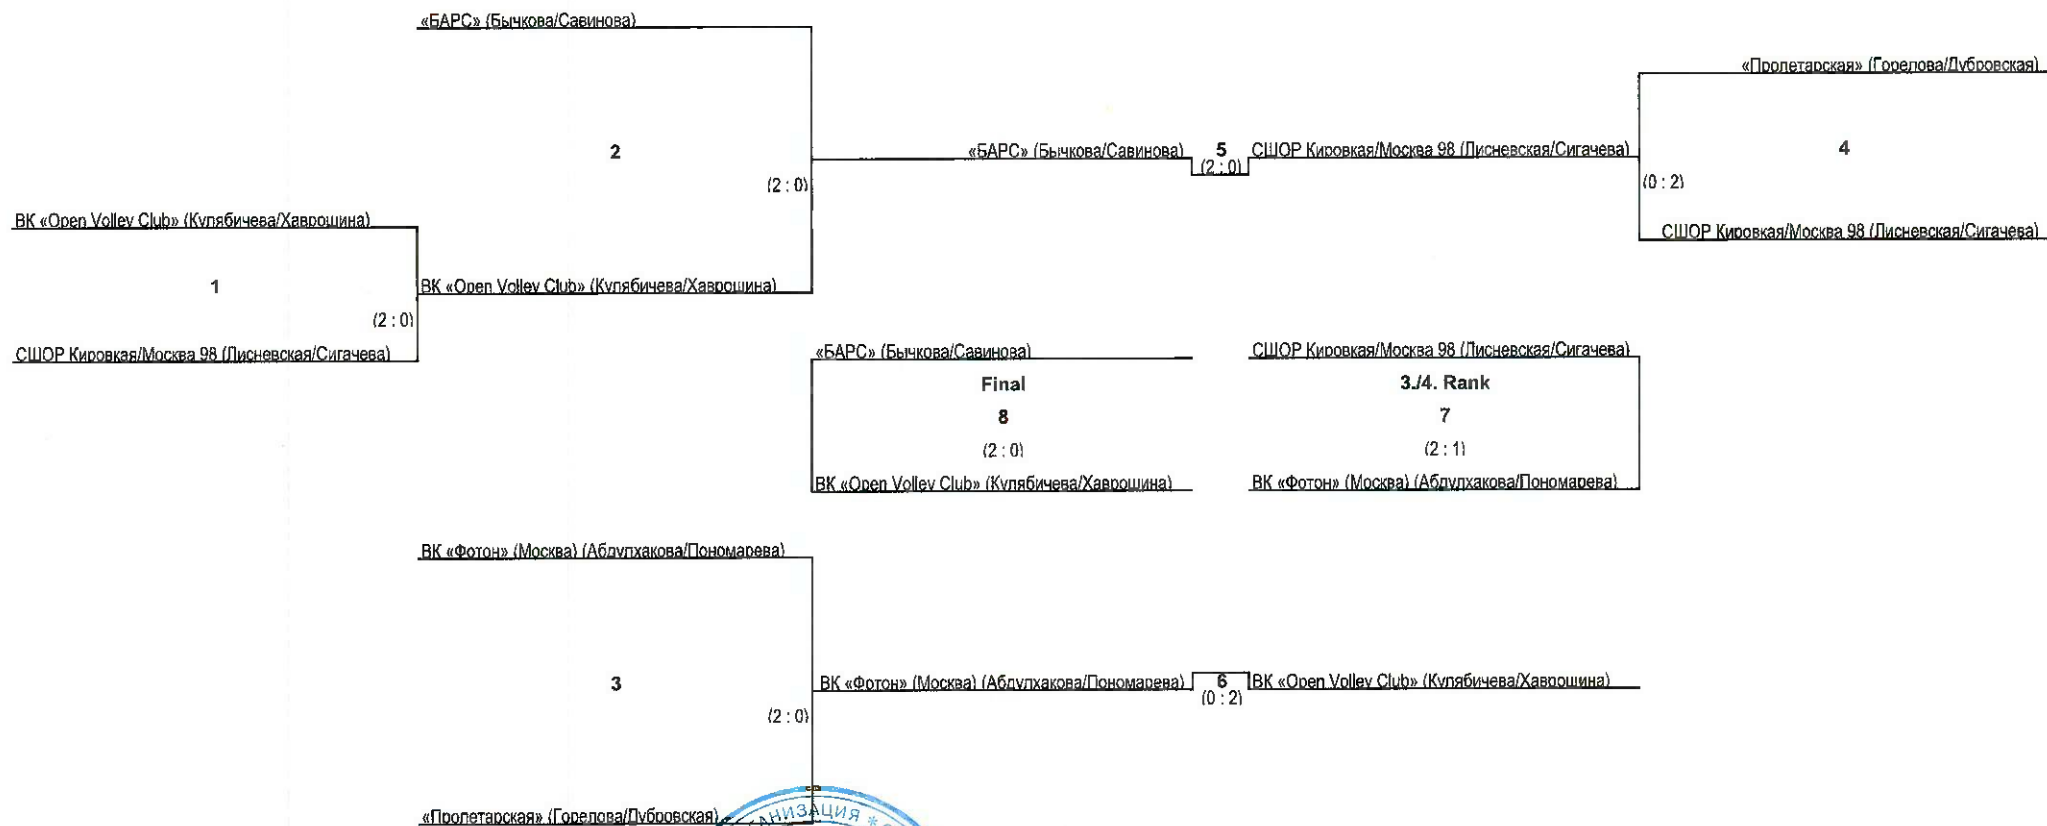 «БАРС» (Бычкова/Савинова)
«Пролетарская» (Горелова/Дубровская)
2
«БАРС» (Бычкова/Савинова)
5
СШОР Кировкая/Москва 98 (Лисневская/Сигачева)
4
(2 : 0)
(2 : 0)
(0 : 2)
ВК «Open Volley Club» (Кулябичева/Хаврошина)
СШОР Кировкая/Москва 98 (Лисневская/Сигачева)
1
ВК «Open Volley Club» (Кулябичева/Хаврошина)
(2 : 0)
СШОР Кировкая/Москва 98 (Лисневская/Сигачева)
«БАРС» (Бычкова/Савинова)
СШОР Кировкая/Москва 98 (Лисневская/Сигачева)
Final
3./4. Rank
8
7
(2 : 0)
(2 : 1)
ВК «Open Volley Club» (Кулябичева/Хаврошина)
ВК «Фотон» (Москва) (Абдулхакова/Пономарева)
ВК «Фотон» (Москва) (Абдулхакова/Пономарева)
3
ВК «Фотон» (Москва) (Абдулхакова/Пономарева)
6
ВК «Open Volley Club» (Кулябичева/Хаврошина)
(0 : 2)
(2 : 0)
«Пролетарская» (Горелова/Дубровская)